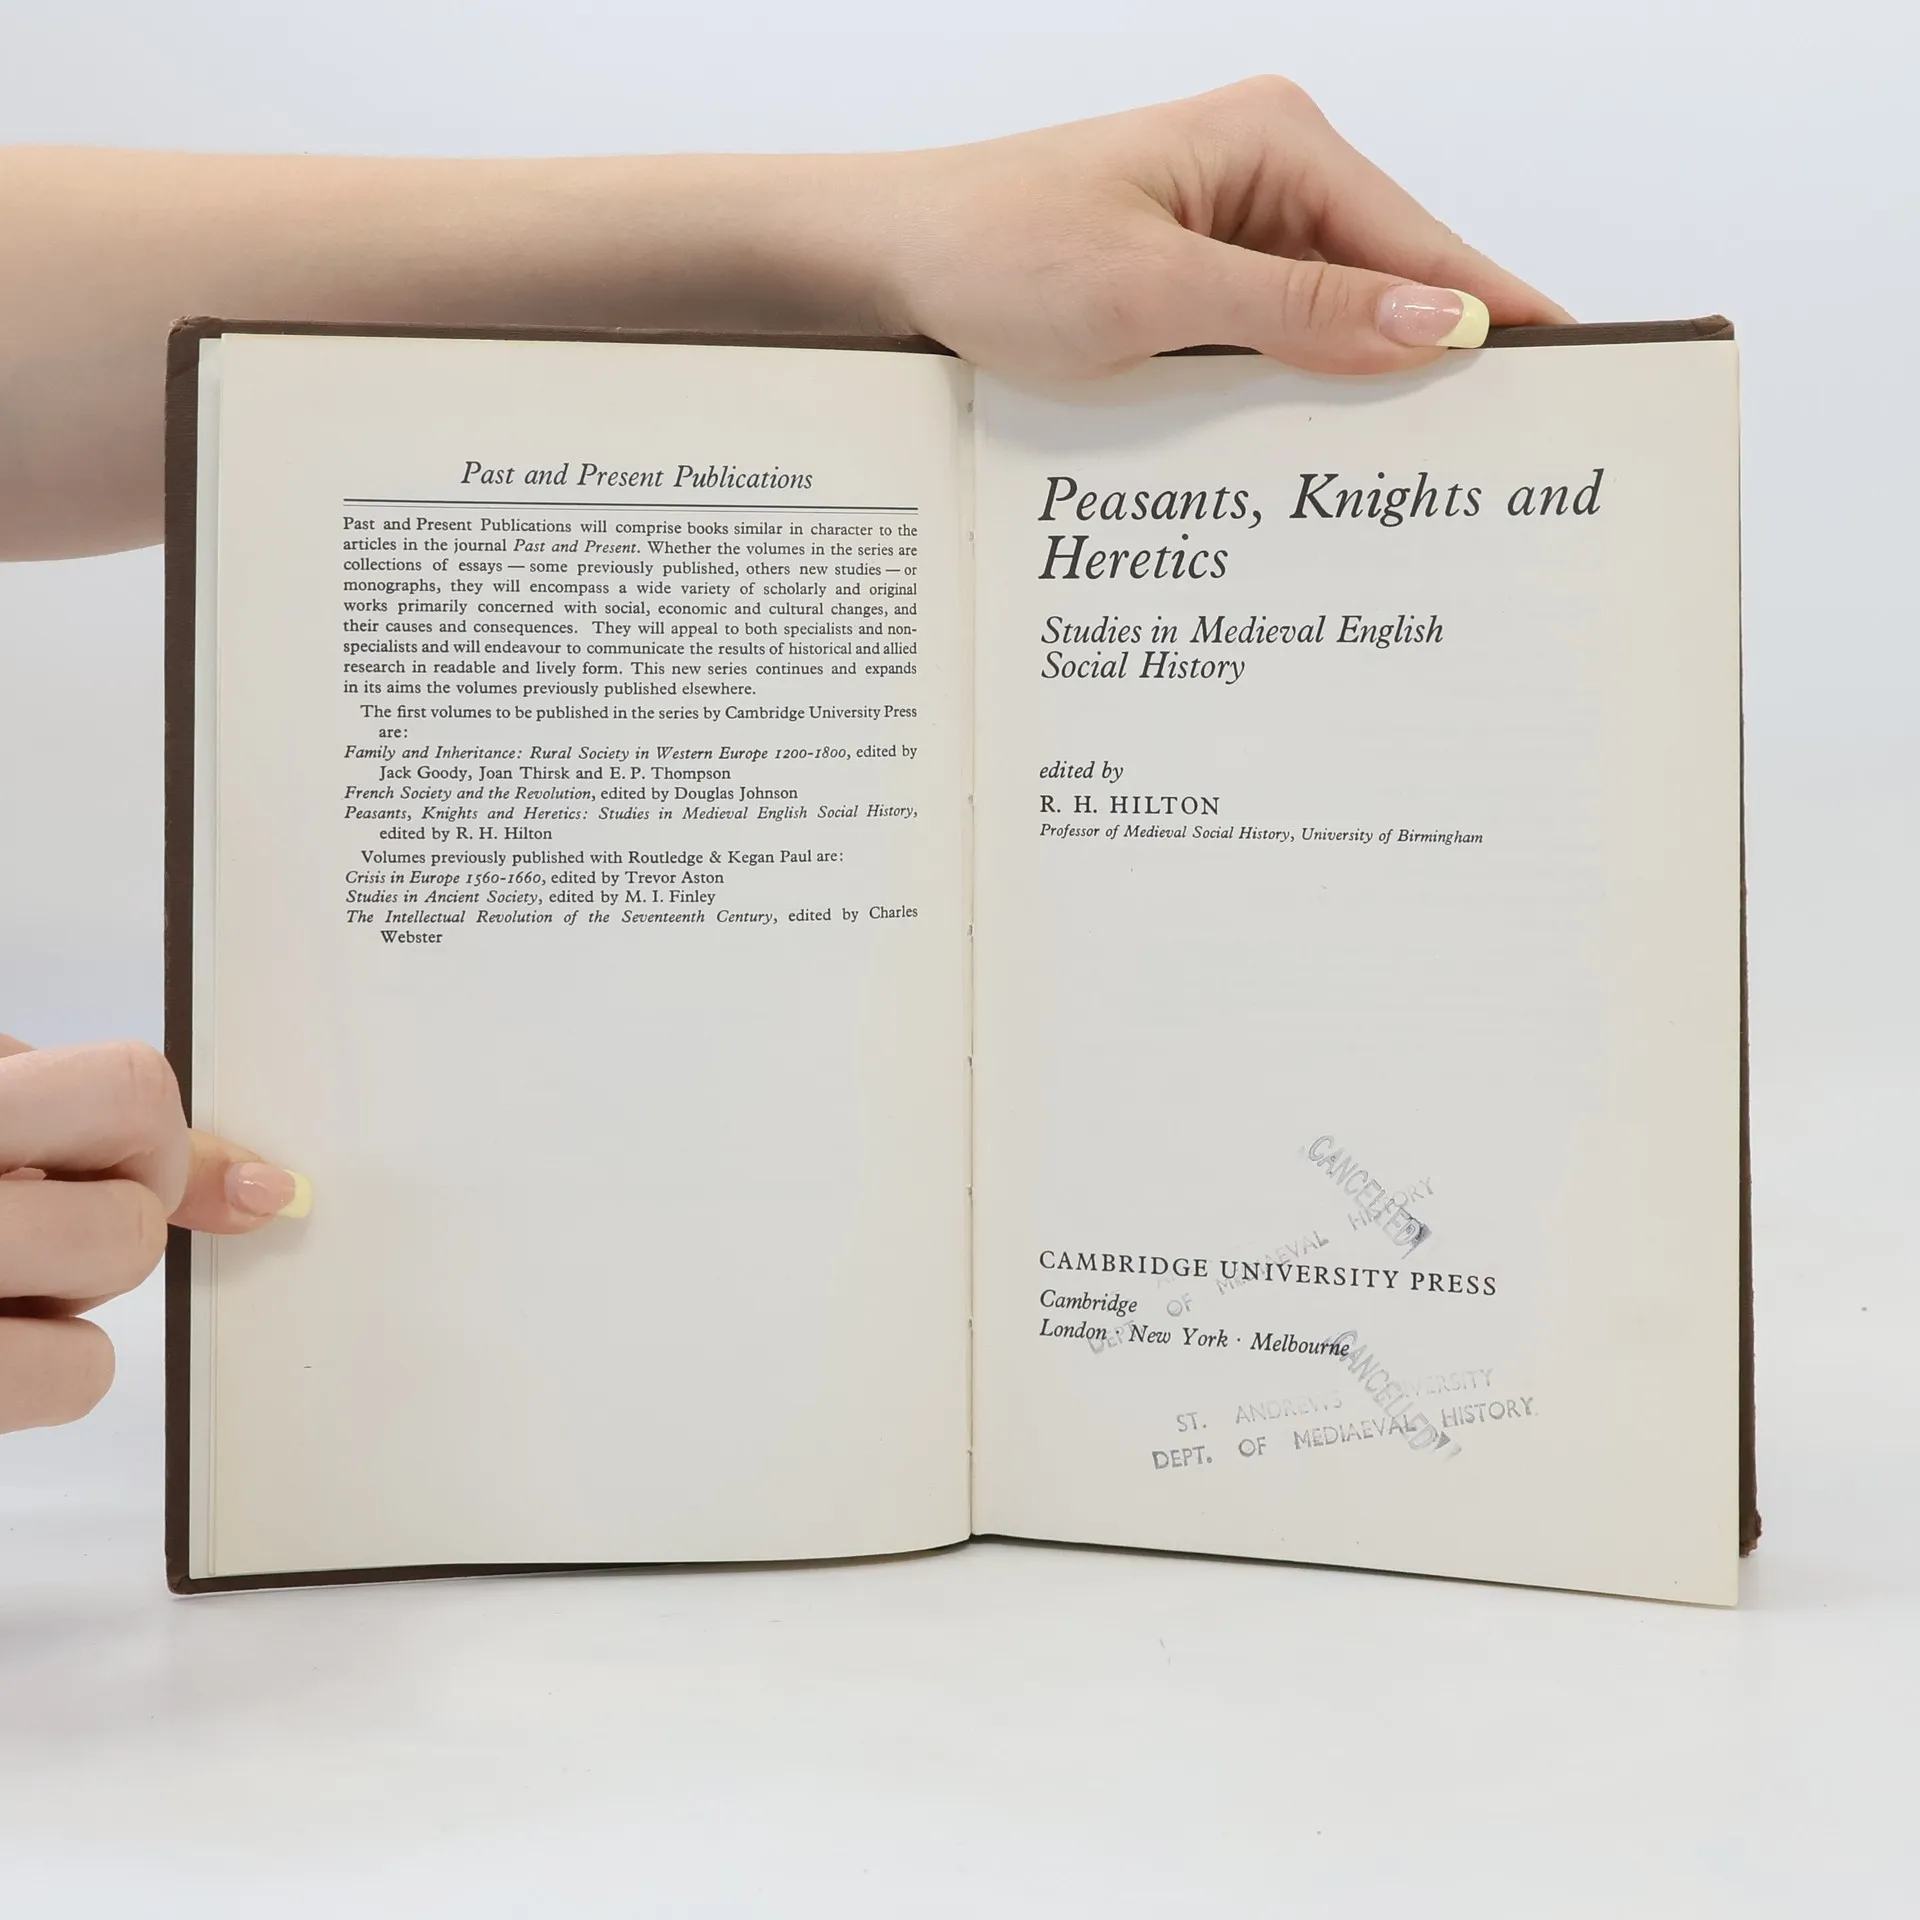 Past and Present Publications
Past and Present Publications will comprise books similar in character to the
articles in the journal Past and Present. Whether the volumes in the series are
collections of essays — some previously published, others new studies — or
monographs, they will encompass a wide variety of scholarly and original
works primarily concerned with social, economic and cultural changes, and
their causes and consequences. They will appeal to both specialists and non-
specialists and will endeavour to communicate the results of historical and allied
research in readable and lively form. This new series continues and expands
in its aims the volumes previously published elsewhere.
The first volumes to be published in the series by Cambridge University Press
are:
Family and Inheritance: Rural Society in Western Europe 1200-1800, edited by
Jack Goody, Joan Thirsk and E. P. Thompson
French Society and the Revolution, edited by Douglas Johnson
Peasants, Knights and Heretics: Studies in Medieval English Social History,
edited by R. H. Hilton
Volumes previously published with Routledge & Kegan Paul are:
Crisis in Europe 1560-1660, edited by Trevor Aston
Studies in Ancient Society, edited by M. I. Finley
The Intellectual Revolution of the Seventeenth Century, edited by Charles
Webster
Peasants, Knights and
Heretics
Studies in Medieval English
Social History
edited by
R. H. HILTON
Professor of Medieval Social History, University of Birmingham
CANCELLED
DEPT. OF MEDIAEVAL HISTORY
CAMBRIDGE UNIVERSITY PRESS
Cambridge
London · New York · Melbourne
CANCELLED
ST. ANDREWS UNIVERSITY
DEPT. OF MEDIAEVAL HISTORY